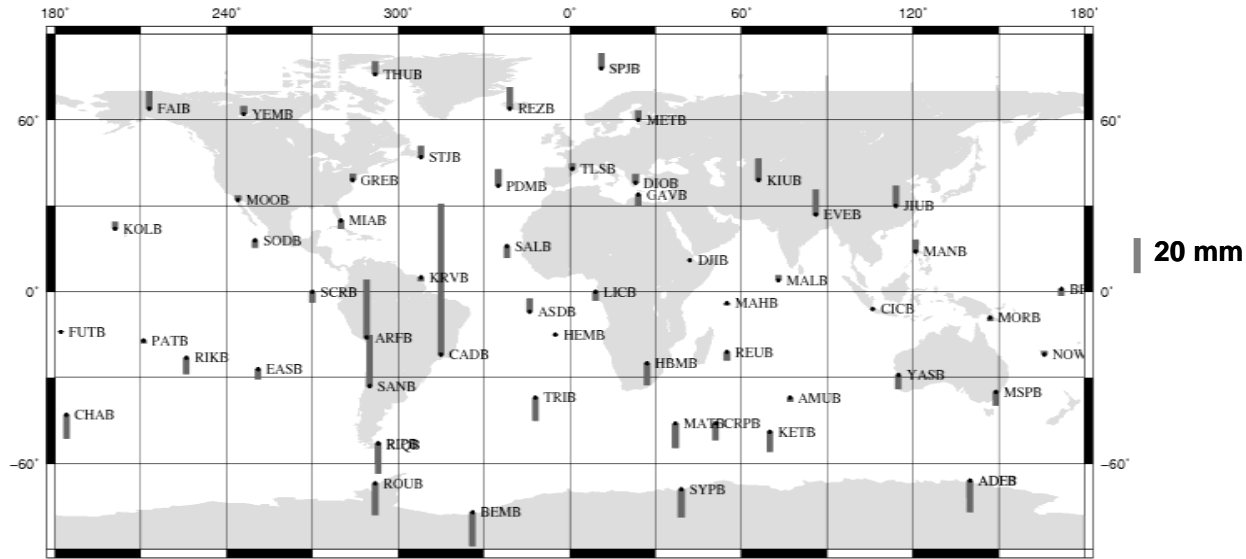 180˚ 240˚ 300˚ 0˚ 60˚ 120˚ 180˚
SPJB
THUB
FAIB
YEMB
REZB
60˚
METB
60˚
STJB
TLSB
GREB
PDMB
DIOB
KIUB
GAVB
MOOB
JIUB
EVEB
MIAB
KOLB
SODB
SALB
MANB
20 mm
DJIB
KRVB
MALB
0˚
SCRB
LICB
BE
0˚
MAHB
ASDB
CICB
MORB
FUTB
PATB
ARFB
HEMB
RIKB
CADB
REUB
NOW
EASB
HBMB
YASB
SANB
MSPB
TRIB
AMUB
CHAB
MATB
CRPB
KETB
−60˚
−60˚
ROUB
SYPB
ADEB
BEMB